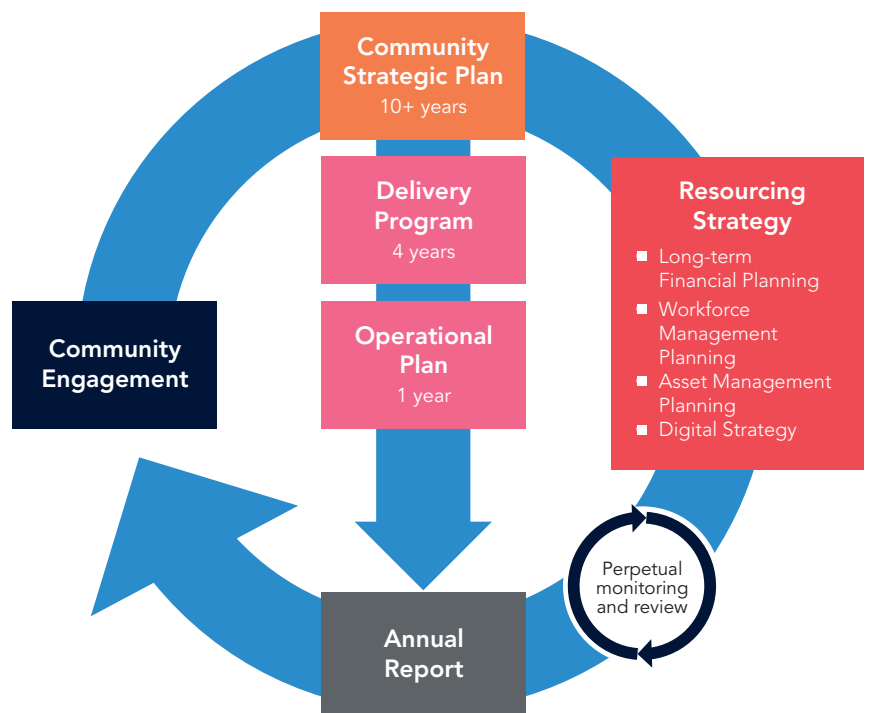 Community
Strategic Plan
10+ years
Delivery
Program
4 years
Operational
Plan
1 year
Community
Engagement
Resourcing
Strategy
Long-term
Financial Planning
Workforce
Management
Planning
Asset Management
Planning
Digital Strategy
Perpetual
monitoring
and review
Annual
Report